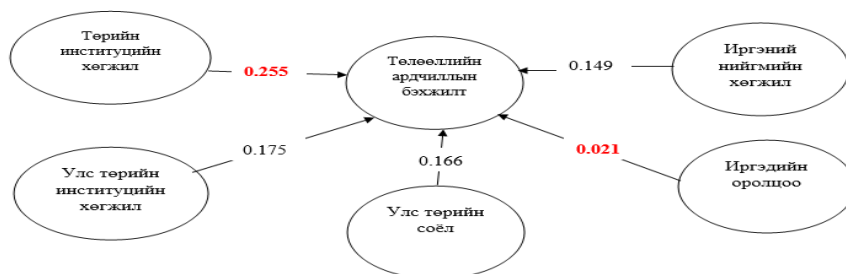 Төрийн
институцийн
хөгжил
0.255
Төлөөллийн
ардчиллын
бэхжилт
0.149
Иргэний
нийгмийн
хөгжил
Улс төрийн
институцийн
хөгжил
0.175
0.166
0.021
Иргэдийн
оролцоо
Улс төрийн
соёл